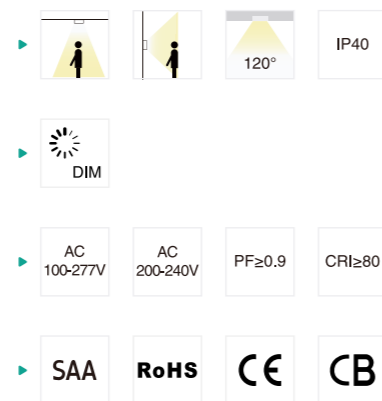 120°
IP40
DIM
AC
100-277V
AC
200-240V
PF≥0.9
CRI≥80
SAA
RoHS
CE
CB